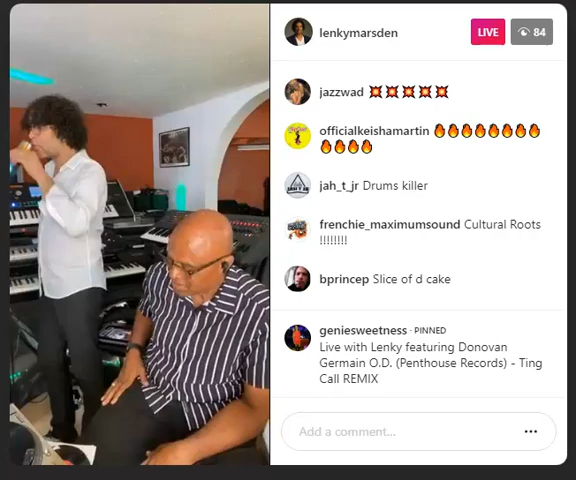 lenkymarsden
LIVE
84
jazzwad
officialkeishamartin
jah_t_jr Drums killer
frenchie_maximumsound Cultural Roots
!!!!!!!!
bprincep Slice of d cake
geniesweetness · PINNED
Live with Lenky featuring Donovan
Germain O.D. (Penthouse Records) - Ting
Call REMIX
Add a comment...